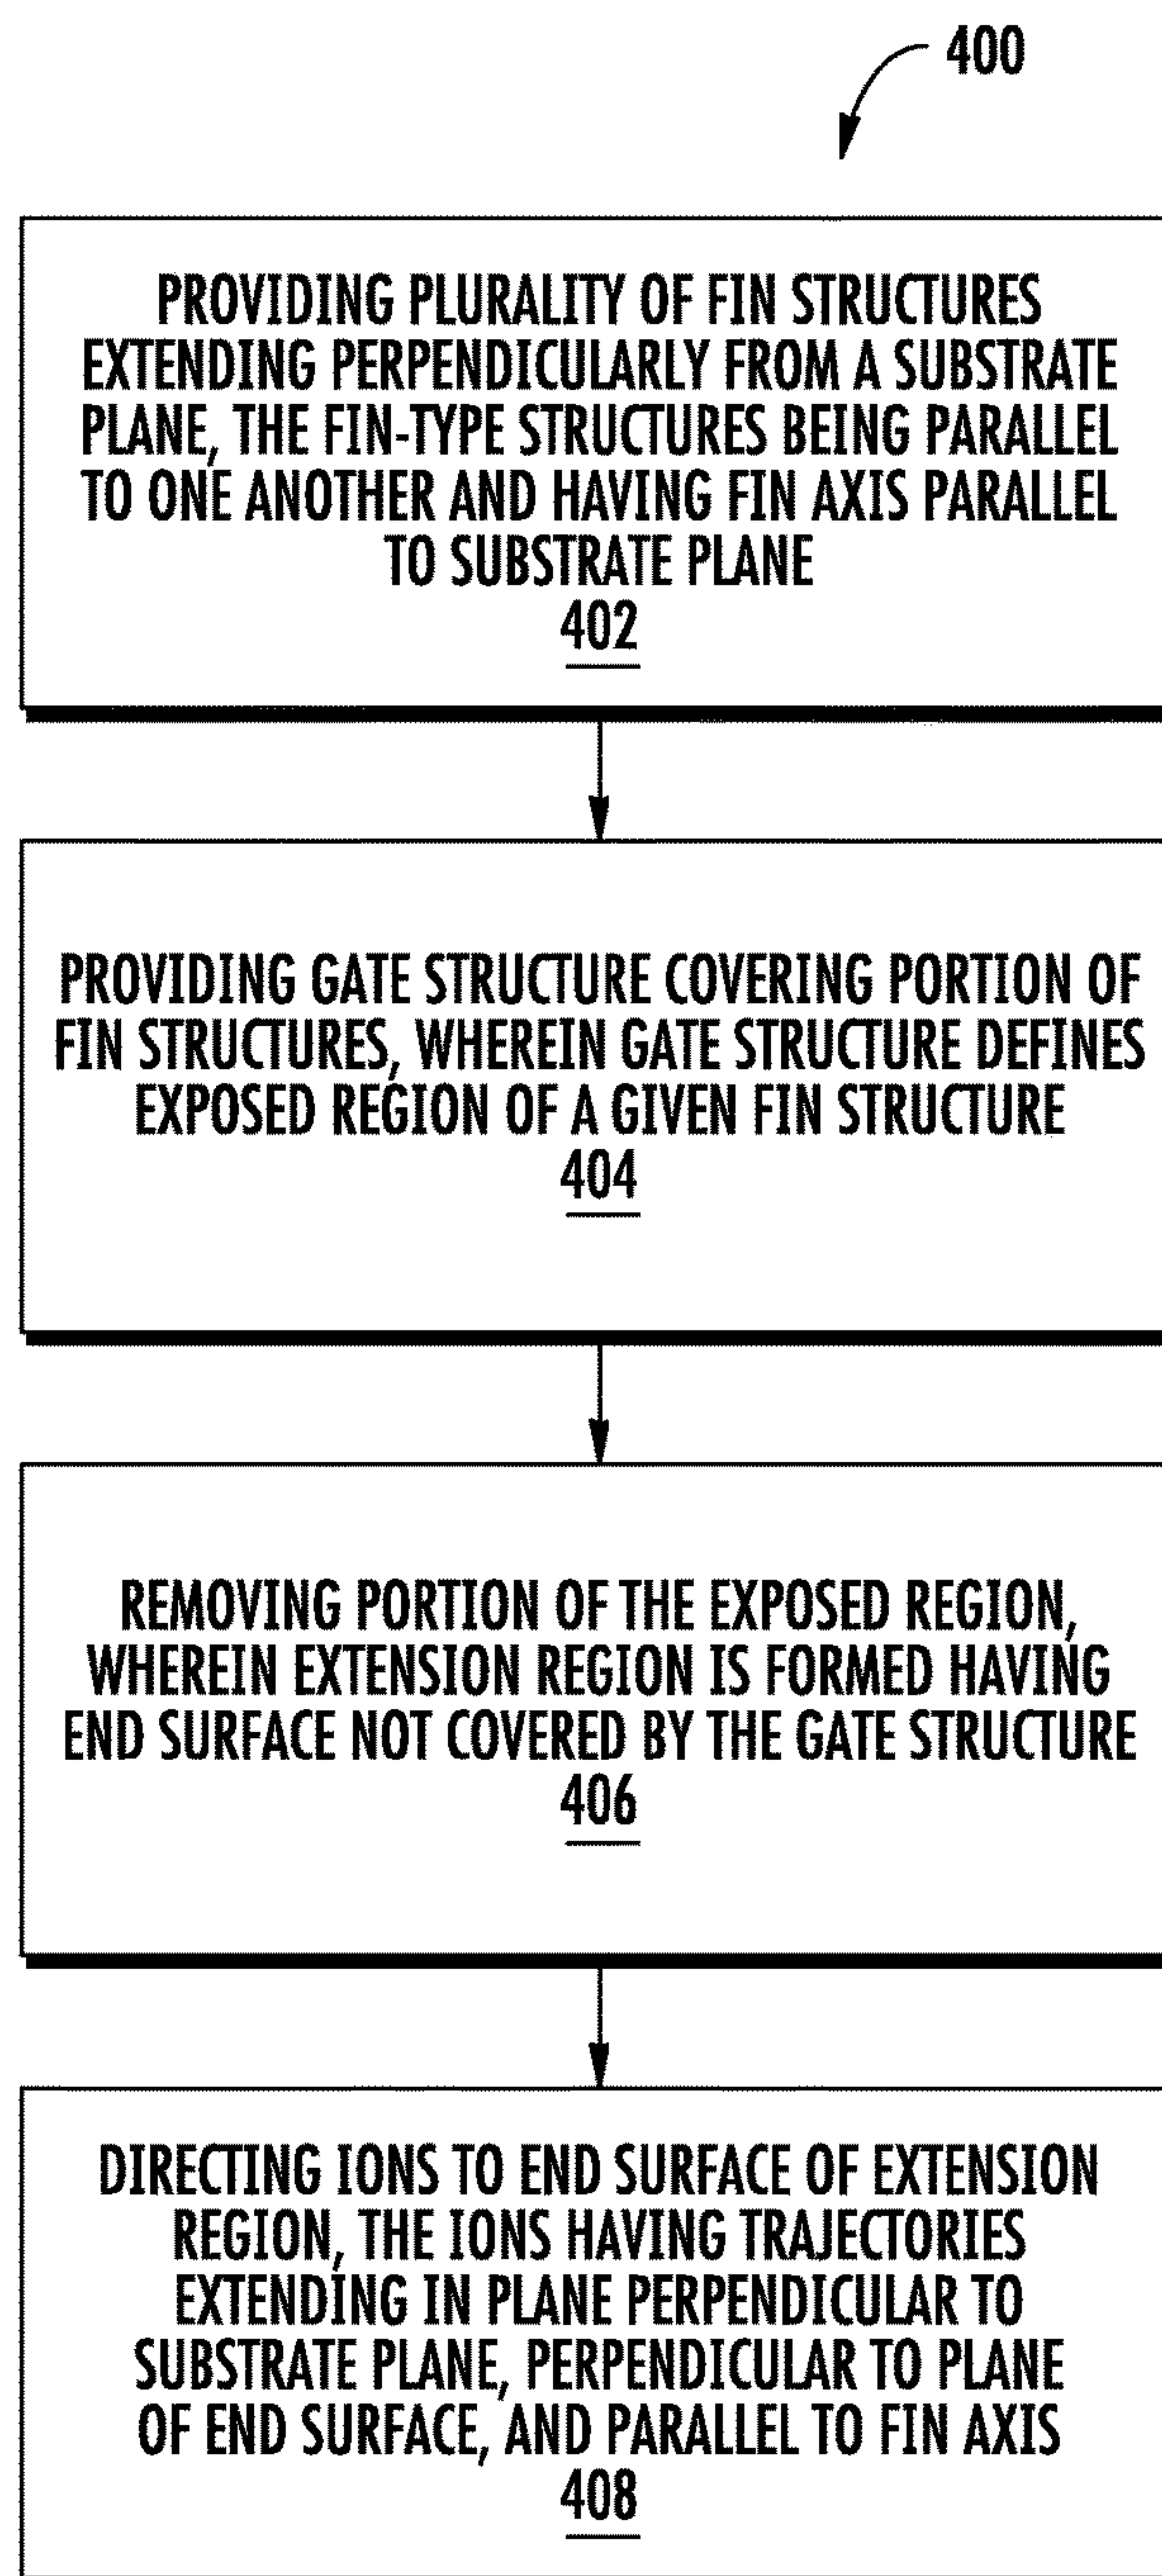 400
PROVIDING PLURALITY OF FIN STRUCTURES
EXTENDING PERPENDICULARLY FROM A SUBSTRATE
PLANE, THE FIN-TYPE STRUCTURES BEING PARALLEL
TO ONE ANOTHER AND HAVING FIN AXIS PARALLEL
TO SUBSTRATE PLANE
402
PROVIDING GATE STRUCTURE COVERING PORTION OF
FIN STRUCTURES, WHEREIN GATE STRUCTURE DEFINES
EXPOSED REGION OF A GIVEN FIN STRUCTURE
404
REMOVING PORTION OF THE EXPOSED REGION,
WHEREIN EXTENSION REGION IS FORMED HAVING
END SURFACE NOT COVERED BY THE GATE STRUCTURE
406
DIRECTING IONS TO END SURFACE OF EXTENSION
REGION, THE IONS HAVING TRAJECTORIES
EXTENDING IN PLANE PERPENDICULAR TO
SUBSTRATE PLANE, PERPENDICULAR TO PLANE
OF END SURFACE, AND PARALLEL TO FIN AXIS
408